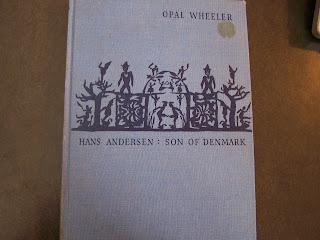 OPAL WHEELER
HANS ANDERSEN : SON OF DENMARK